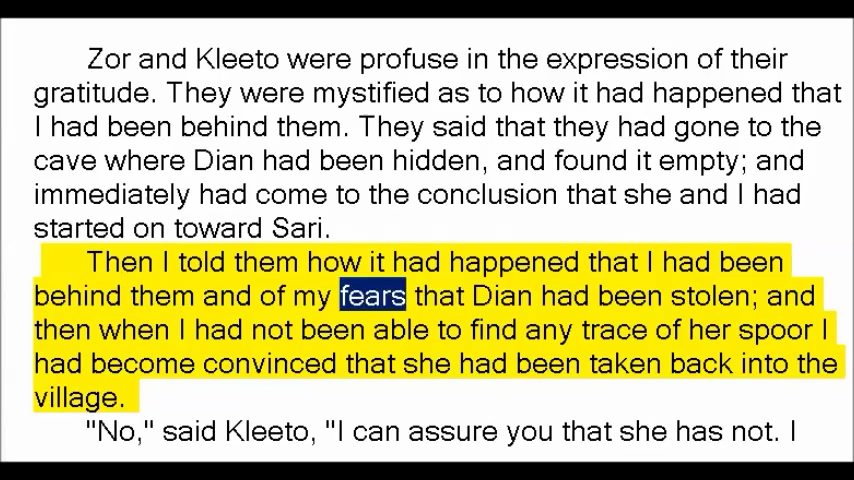 Zor and Kleeto were profuse in the expression of their
gratitude. They were mystified as to how it had happened that
I had been behind them. They said that they had gone to the
cave where Dian had been hidden, and found it empty; and
immediately had come to the conclusion that she and I had
started on toward Sari.
Then I told them how it had happened that I had been
behind them and of my fears that Dian had been stolen; and
then when I had not been able to find any trace of her spoor I
had become convinced that she had been taken back into the
village.
"No," said Kleeto, "I can assure you that she has not. I